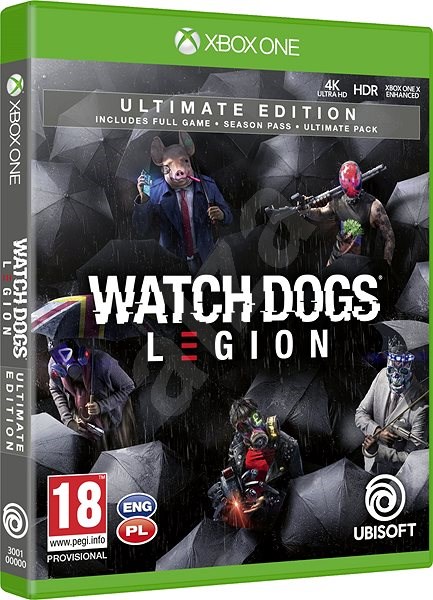 XBOX ONE
4K
ULTRA HD
HDR
XBOX ONE X
ENHANCED
ULTIMATE EDITION
INCLUDES FULL GAME • SEASON PASS • ULTIMATE PACK
WATCH DOGS®
LEGION
18
www.pegi.info
PROVISIONAL
ENG
PL
UBISOFT
XBOX ONE
WATCH DOGS
LEGION
ULTIMATE
EDITION
3001
00000